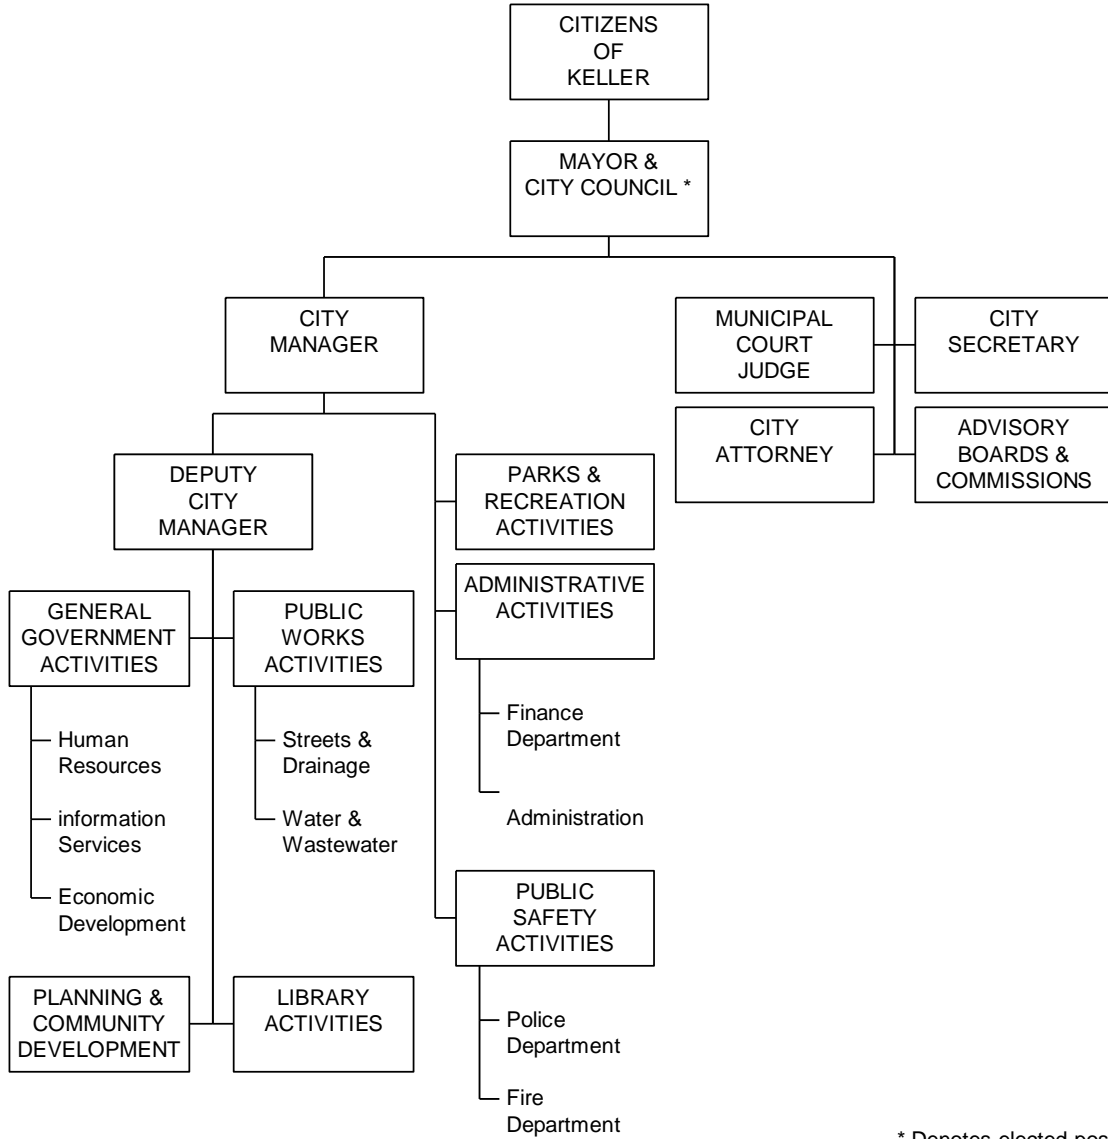 CITIZENS
OF
KELLER
MAYOR &
CITY COUNCIL *
CITY
MANAGER
MUNICIPAL
COURT
JUDGE
CITY
SECRETARY
CITY
ATTORNEY
ADVISORY
BOARDS &
COMMISSIONS
DEPUTY
CITY
MANAGER
PARKS &
RECREATION
ACTIVITIES
ADMINISTRATIVE
ACTIVITIES
Finance
Department
Administration
GENERAL
GOVERNMENT
ACTIVITIES
Human
Resources
information
Services
Economic
Development
PUBLIC
WORKS
ACTIVITIES
Streets &
Drainage
Water &
Wastewater
PUBLIC
SAFETY
ACTIVITIES
Police
Department
Fire
Department
PLANNING &
COMMUNITY
DEVELOPMENT
LIBRARY
ACTIVITIES
* Denotes elected